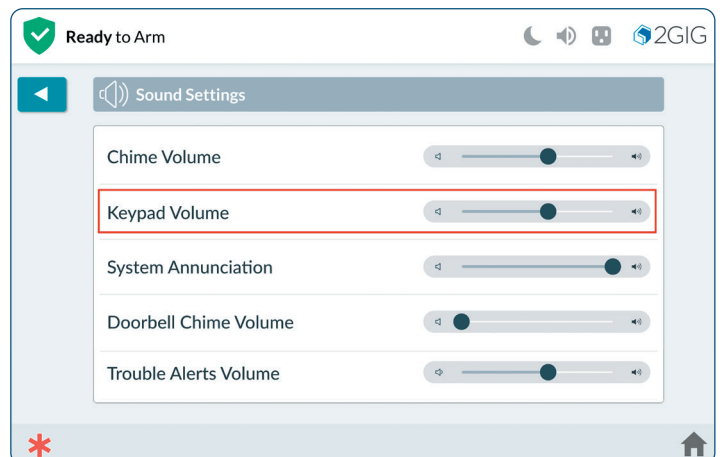 Ready to Arm
2GIG
Sound Settings
Chime Volume
Keypad Volume
System Annunciation
Doorbell Chime Volume
Trouble Alerts Volume